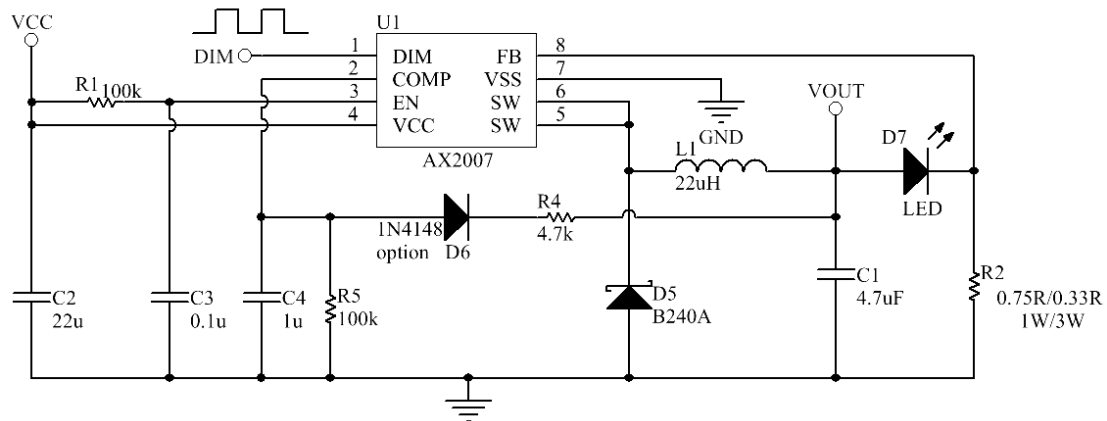 VCC
U1
DIM
1
DIM
FB
8
2
COMP
VSS
7
R1
100k
3
EN
SW
6
4
VCC
SW
5
VOUT
GND
AX2007
L1
22uH
D7
LED
1N4148
option
D6
R4
4.7k
C2
22u
C3
0.1u
C4
1u
R5
100k
D5
B240A
C1
4.7uF
R2
0.75R/0.33R
1W/3W